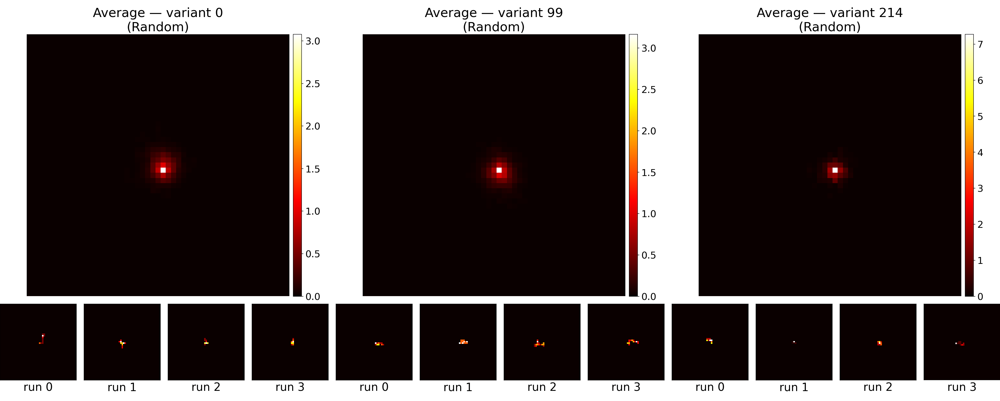 Average — variant 0
(Random)
3.0
2.5
2.0
1.5
1.0
0.5
0.0
Average — variant 99
(Random)
3.0
2.5
2.0
1.5
1.0
0.5
0.0
Average — variant 214
(Random)
7
6
5
4
3
2
1
0
run 0
run 1
run 2
run 3
run 0
run 1
run 2
run 3
run 0
run 1
run 2
run 3